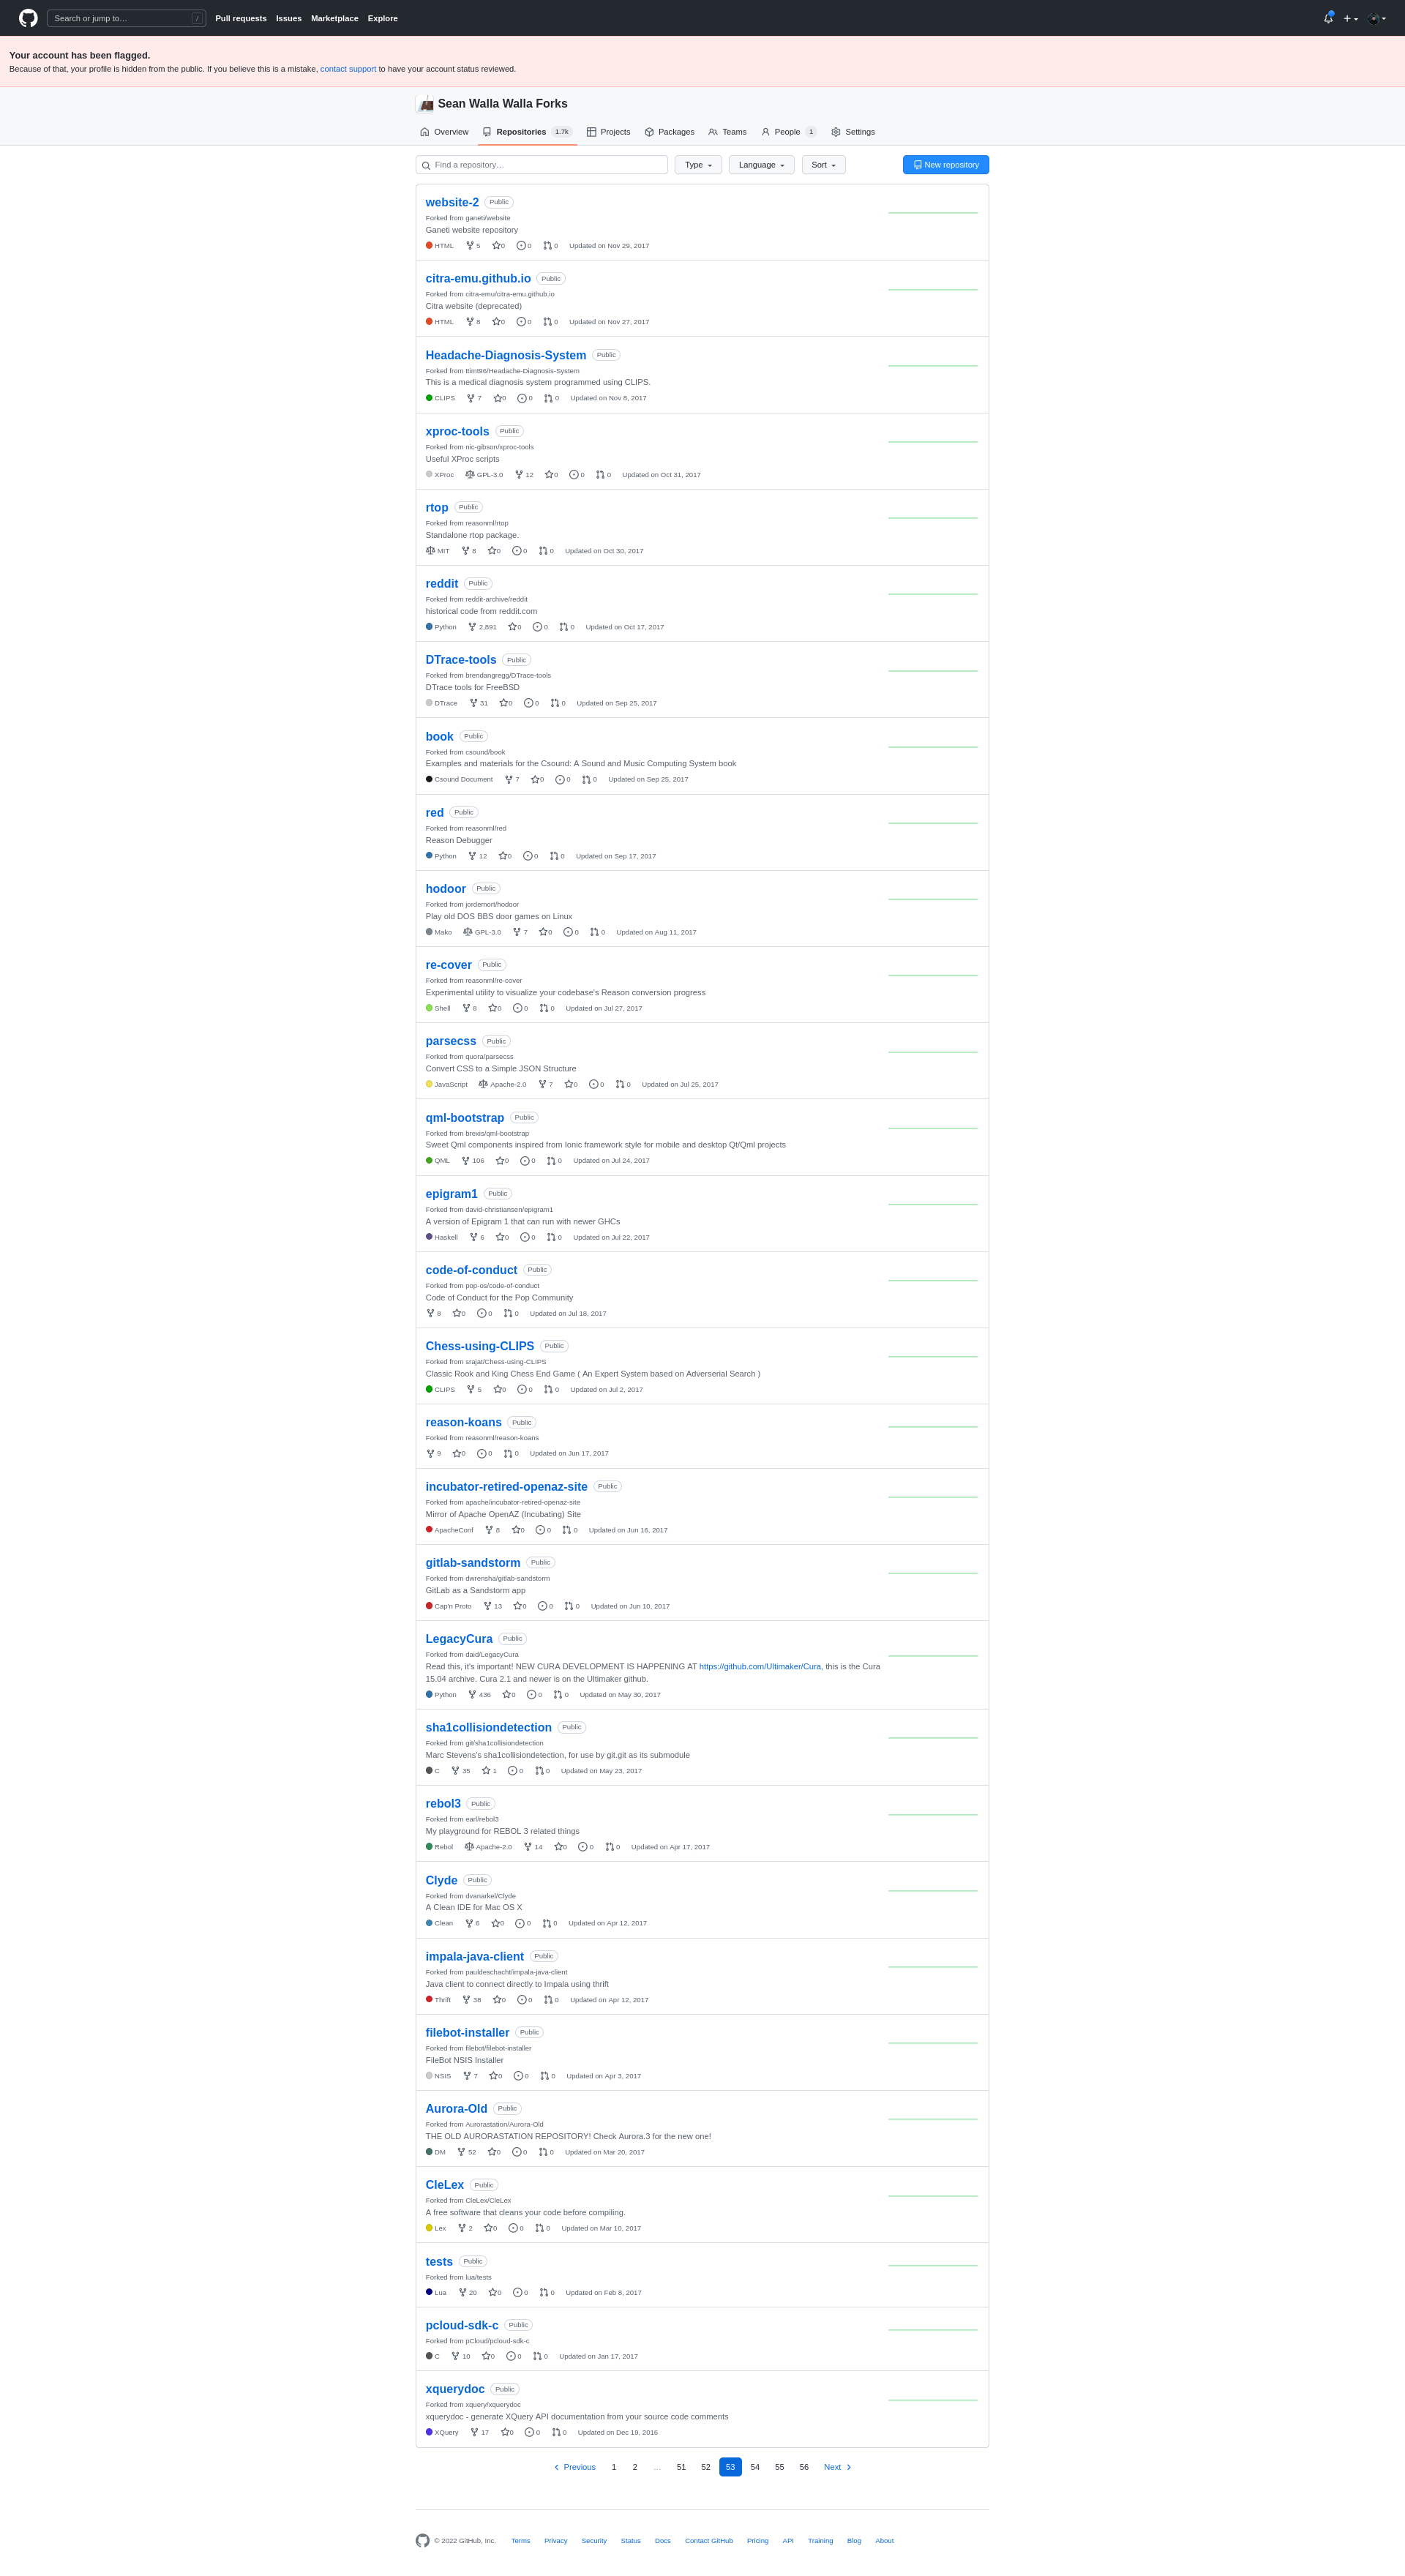 Search or jump to… /
Pull requests Issues Marketplace Explore
Your account has been flagged.
Because of that, your profile is hidden from the public. If you believe this is a mistake, contact support to have your account status reviewed.
Sean Walla Walla Forks
Overview Repositories 1.7k Projects Packages Teams People 1 Settings
Find a repository… Type Language Sort New repository
website-2 Public
Forked from ganeti/website
Ganeti website repository
HTML 5 0 0 0 Updated on Nov 29, 2017
citra-emu.github.io Public
Forked from citra-emu/citra-emu.github.io
Citra website (deprecated)
HTML 8 0 0 0 Updated on Nov 27, 2017
Headache-Diagnosis-System Public
Forked from ttmt96/Headache-Diagnosis-System
This is a medical diagnosis system programmed using CLIPS.
CLIPS 7 0 0 0 Updated on Nov 8, 2017
xproc-tools Public
Forked from nic-gibson/xproc-tools
Useful XProc scripts
XProc GPL-3.0 12 0 0 0 Updated on Oct 31, 2017
rtop Public
Forked from reasonml/rtop
Standalone rtop package.
MIT 8 0 0 0 Updated on Oct 30, 2017
reddit Public
Forked from reddit-archive/reddit
historical code from reddit.com
Python 2,891 0 0 0 Updated on Oct 17, 2017
DTrace-tools Public
Forked from brendangregg/DTrace-tools
DTrace tools for FreeBSD
DTrace 31 0 0 0 Updated on Sep 25, 2017
book Public
Forked from csound/book
Examples and materials for the Csound: A Sound and Music Computing System book
Csound Document 7 0 0 0 Updated on Sep 25, 2017
red Public
Forked from reasonml/red
Reason Debugger
Python 12 0 0 0 Updated on Sep 17, 2017
hodoor Public
Forked from jordemort/hodoor
Play old DOS BBS door games on Linux
Mako GPL-3.0 7 0 0 0 Updated on Aug 11, 2017
re-cover Public
Forked from reasonml/re-cover
Experimental utility to visualize your codebase's Reason conversion progress
Shell 8 0 0 0 Updated on Jul 27, 2017
parsecss Public
Forked from quora/parsecss
Convert CSS to a Simple JSON Structure
JavaScript Apache-2.0 7 0 0 0 Updated on Jul 25, 2017
qml-bootstrap Public
Forked from brexis/qml-bootstrap
Sweet Qml components inspired from Ionic framework style for mobile and desktop Qt/Qml projects
QML 106 0 0 0 Updated on Jul 24, 2017
epigram1 Public
Forked from david-christiansen/epigram1
A version of Epigram 1 that can run with newer GHCs
Haskell 6 0 0 0 Updated on Jul 22, 2017
code-of-conduct Public
Forked from pop-os/code-of-conduct
Code of Conduct for the Pop Community
8 0 0 0 Updated on Jul 18, 2017
Chess-using-CLIPS Public
Forked from srajat/Chess-using-CLIPS
Classic Rook and King Chess End Game ( An Expert System based on Adverserial Search )
CLIPS 5 0 0 0 Updated on Jul 2, 2017
reason-koans Public
Forked from reasonml/reason-koans
9 0 0 0 Updated on Jun 17, 2017
incubator-retired-openaz-site Public
Forked from apache/incubator-retired-openaz-site
Mirror of Apache OpenAZ (Incubating) Site
ApacheConf 8 0 0 0 Updated on Jun 16, 2017
gitlab-sandstorm Public
Forked from dwrensha/gitlab-sandstorm
GitLab as a Sandstorm app
Cap'n Proto 13 0 0 0 Updated on Jun 10, 2017
LegacyCura Public
Forked from daid/LegacyCura
Read this, it's important! NEW CURA DEVELOPMENT IS HAPPENING AT https://github.com/Ultimaker/Cura, this is the Cura
15.04 archive. Cura 2.1 and newer is on the Ultimaker github.
Python 436 0 0 0 Updated on May 30, 2017
sha1collisiondetection Public
Forked from git/sha1collisiondetection
Marc Stevens's sha1collisiondetection, for use by git.git as its submodule
C 35 1 0 0 Updated on May 23, 2017
rebol3 Public
Forked from earl/rebol3
My playground for REBOL 3 related things
Rebol Apache-2.0 14 0 0 0 Updated on Apr 17, 2017
Clyde Public
Forked from dvanarkel/Clyde
A Clean IDE for Mac OS X
Clean 6 0 0 0 Updated on Apr 12, 2017
impala-java-client Public
Forked from pauldeschacht/impala-java-client
Java client to connect directly to Impala using thrift
Thrift 38 0 0 0 Updated on Apr 12, 2017
filebot-installer Public
Forked from filebot/filebot-installer
FileBot NSIS Installer
NSIS 7 0 0 0 Updated on Apr 3, 2017
Aurora-Old Public
Forked from Aurorastation/Aurora-Old
THE OLD AURORASTATION REPOSITORY! Check Aurora.3 for the new one!
DM 52 0 0 0 Updated on Mar 20, 2017
CleLex Public
Forked from CleLex/CleLex
A free software that cleans your code before compiling.
Lex 2 0 0 0 Updated on Mar 10, 2017
tests Public
Forked from lua/tests
Lua 20 0 0 0 Updated on Feb 8, 2017
pcloud-sdk-c Public
Forked from pCloud/pcloud-sdk-c
C 10 0 0 0 Updated on Jan 17, 2017
xquerydoc Public
Forked from xquery/xquerydoc
xquerydoc - generate XQuery API documentation from your source code comments
XQuery 17 0 0 0 Updated on Dec 19, 2016
Previous 1 2 … 51 52 53 54 55 56 Next
© 2022 GitHub, Inc. Terms Privacy Security Status Docs Contact GitHub Pricing API Training Blog About